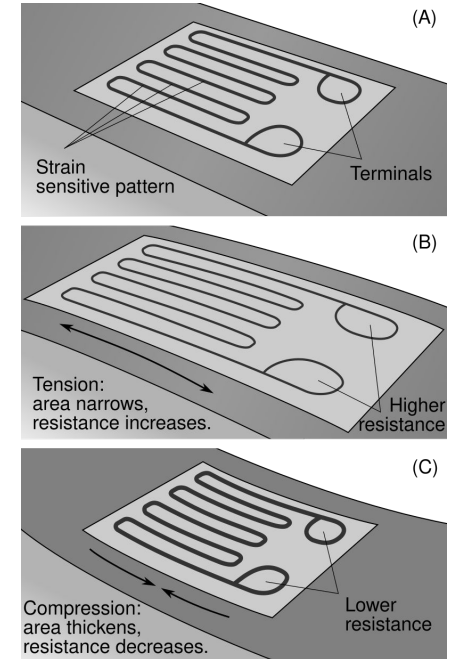 (A)
Strain
sensitive pattern
Terminals
(B)
Tension:
area narrows,
resistance increases.
Higher
resistance
(C)
Compression:
area thickens,
resistance decreases.
Lower
resistance